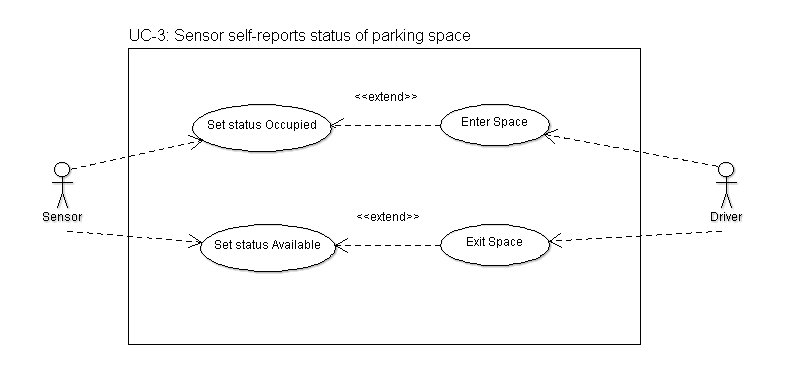 UC-3: Sensor self-reports status of parking space
<<extend>>
Set status Occupied
Enter Space
Sensor
Driver
<<extend>>
Set status Available
Exit Space